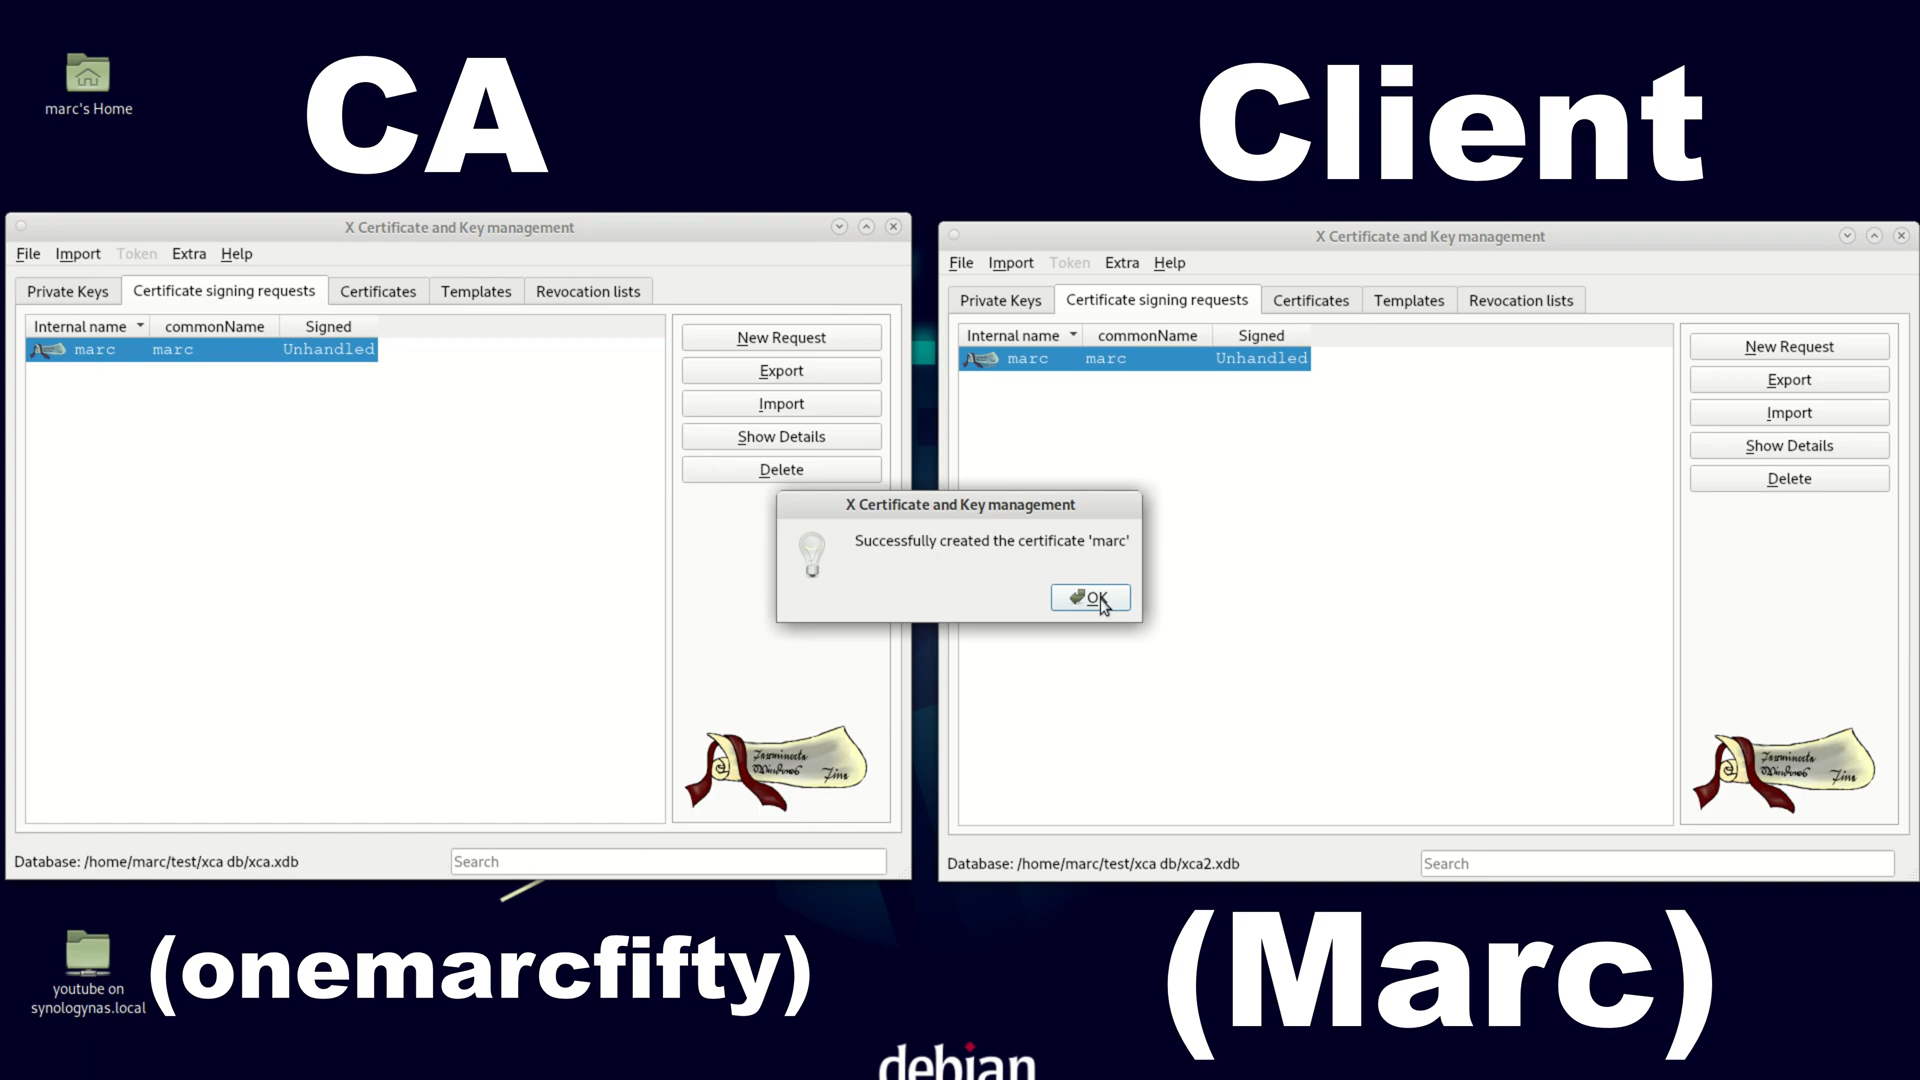 marc's Home
CA
Client
X Certificate and Key management
File Import Token Extra Help
Private Keys Certificate signing requests Certificates Templates Revocation lists
Internal name commonName Signed
marc marc Unhandled
New Request
Export
Import
Show Details
Delete
Database: /home/marc/test/xca db/xca.xdb
Search
X Certificate and Key management
File Import Token Extra Help
Private Keys Certificate signing requests Certificates Templates Revocation lists
Internal name commonName Signed
marc marc Unhandled
New Request
Export
Import
Show Details
Delete
Database: /home/marc/test/xca db/xca2.xdb
Search
X Certificate and Key management
Successfully created the certificate 'marc'
OK
youtube on
synologynas.local
(onemarcfifty)
(Marc)
debian